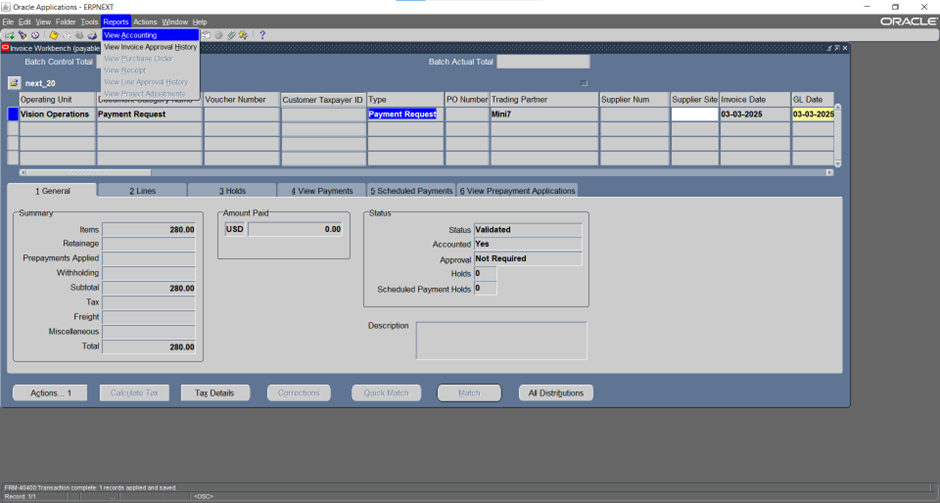 Oracle Applications - ERPNEXT
File Edit View Folder Tools Reports Actions Window Help
ORACLE
View Accounting
View Invoice Approval History
View Purchase Order
View Receipt
View Line Approval History
View Project Adjustments
Invoice Workbench (payable
Batch Control Total
Batch Actual Total
next_20
Operating Unit Document Category Name Voucher Number Customer Taxpayer ID Type PO Number Trading Partner Supplier Num Supplier Site Invoice Date GL Date
Vision Operations Payment Request Payment Request Mini7 03-03-2025 03-03-2025
1 General 2 Lines 3 Holds 4 View Payments 5 Scheduled Payments 6 View Prepayment Applications
Summary
Items 280.00
Retainage
Prepayments Applied
Withholding
Subtotal 280.00
Tax
Freight
Miscellaneous
Total 280.00
Amount Paid
USD 0.00
Status
Status Validated
Accounted Yes
Approval Not Required
Holds 0
Scheduled Payment Holds 0
Description
Actions... 1 Calculate Tax Tax Details Corrections Quick Match Match All Distributions
FRM-40400:Transaction complete: 1 records applied and saved.
Record: 1/1 ... <OSC>